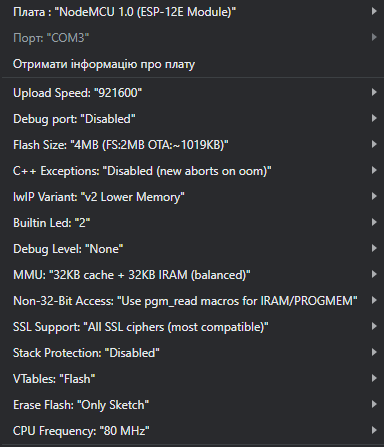 Плата : "NodeMCU 1.0 (ESP-12E Module)"
Порт: "COM3"
Отримати інформацію про плату
Upload Speed: "921600"
Debug port: "Disabled"
Flash Size: "4MB (FS:2MB OTA:~1019KB)"
C++ Exceptions: "Disabled (new aborts on oom)"
lwIP Variant: "v2 Lower Memory"
Builtin Led: "2"
Debug Level: "None"
MMU: "32KB cache + 32KB IRAM (balanced)"
Non-32-Bit Access: "Use pgm_read macros for IRAM/PROGMEM"
SSL Support: "All SSL ciphers (most compatible)"
Stack Protection: "Disabled"
VTables: "Flash"
Erase Flash: "Only Sketch"
CPU Frequency: "80 MHz"